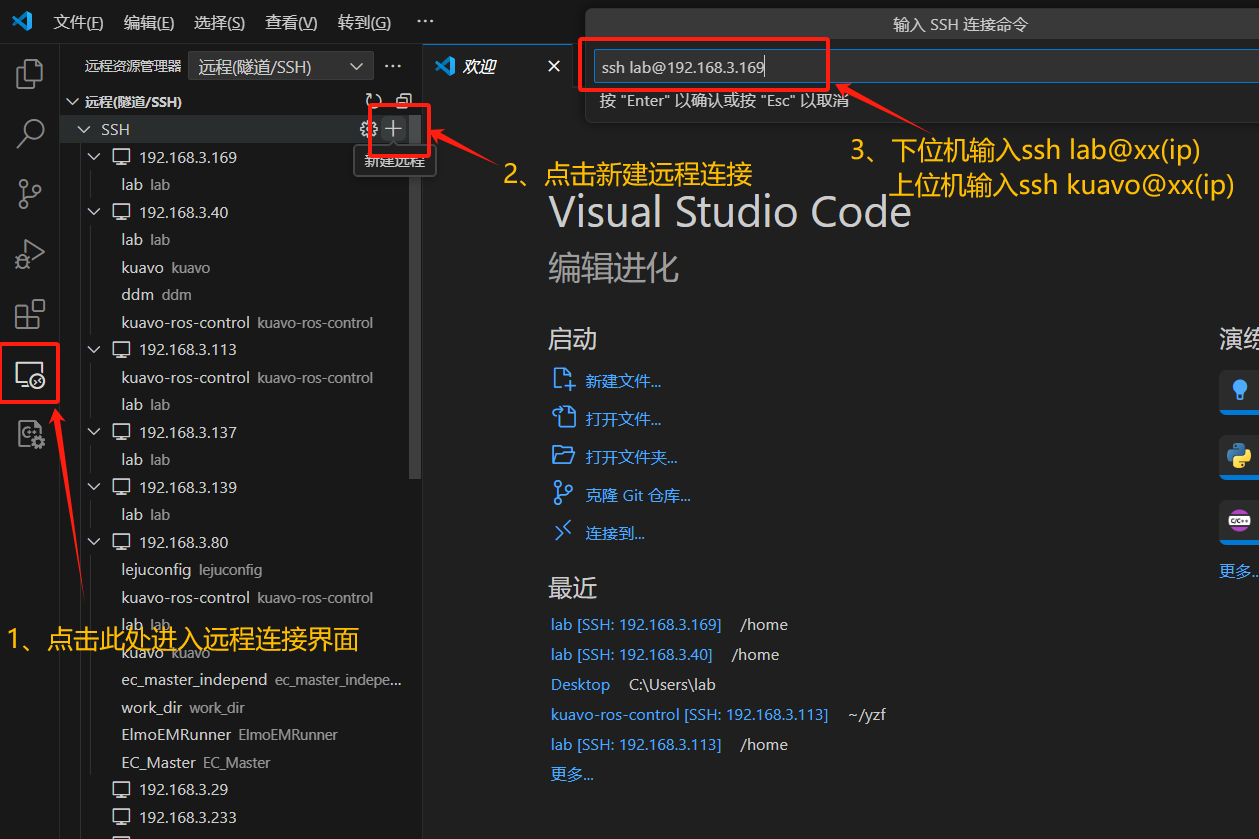 文件(F) 编辑(E) 选择(S) 查看(V) 转到(G) ···
输入 SSH 连接命令
ssh lab@192.168.3.169
按 "Enter" 以确认或按 "Esc" 以取消
远程资源管理器 远程(隧道/SSH) ···
欢迎
远程(隧道/SSH)
SSH
新建远程
192.168.3.169
lab lab
192.168.3.40
lab lab
kuavo kuavo
ddm ddm
kuavo-ros-control kuavo-ros-control
192.168.3.113
kuavo-ros-control kuavo-ros-control
lab lab
192.168.3.137
lab lab
192.168.3.139
lab lab
192.168.3.80
lejuconfig lejuconfig
kuavo-ros-control kuavo-ros-control
lab lab
kuavo kuavo
ec_master_independ ec_master_indepe...
work_dir work_dir
ElmoEMRunner ElmoEMRunner
EC_Master EC_Master
192.168.3.29
192.168.3.233
1、点击此处进入远程连接界面
2、点击新建远程连接
3、下位机输入ssh lab@xx(ip)
上位机输入ssh kuavo@xx(ip)
Visual Studio Code
编辑进化
启动
新建文件...
打开文件...
打开文件夹...
克隆 Git 仓库...
连接到...
最近
lab [SSH: 192.168.3.169] /home
lab [SSH: 192.168.3.40] /home
Desktop C:\Users\lab
kuavo-ros-control [SSH: 192.168.3.113] ~/yzf
lab [SSH: 192.168.3.113] /home
更多...
演练
C/C++
更多...